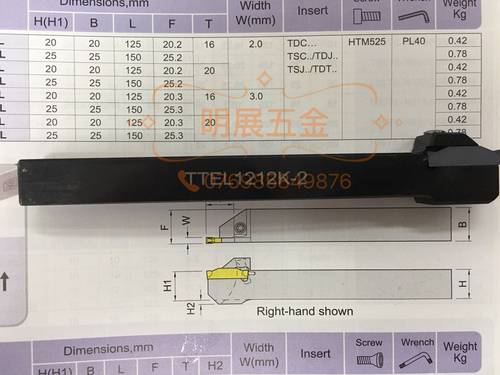 Dimensions,mm Width Insert Screw Wrench Weight
H(H1) B L F T W(mm) Kg
L 20 20 125 20.2 16 2.0 TDC... HTM525 PL40 0.42
L 25 25 150 25.2 TSC../TDJ.. 0.78
L 20 20 125 20.2 20 TSJ../TDT.. 0.42
L 25 25 150 25.2 0.78
L 20 20 125 20.3 16 3.0 0.42
L 25 25 150 25.3 0.78
L 20 20 125 20.3 20 0.42
L 25 25 150 25.3 0.78
明展五金
TTEL1212K-2
F W B
H1 H2 H
Right-hand shown
Dimensions,mm Width Insert Screw Wrench Weight
H(H1) B L F T H2 W(mm) Kg